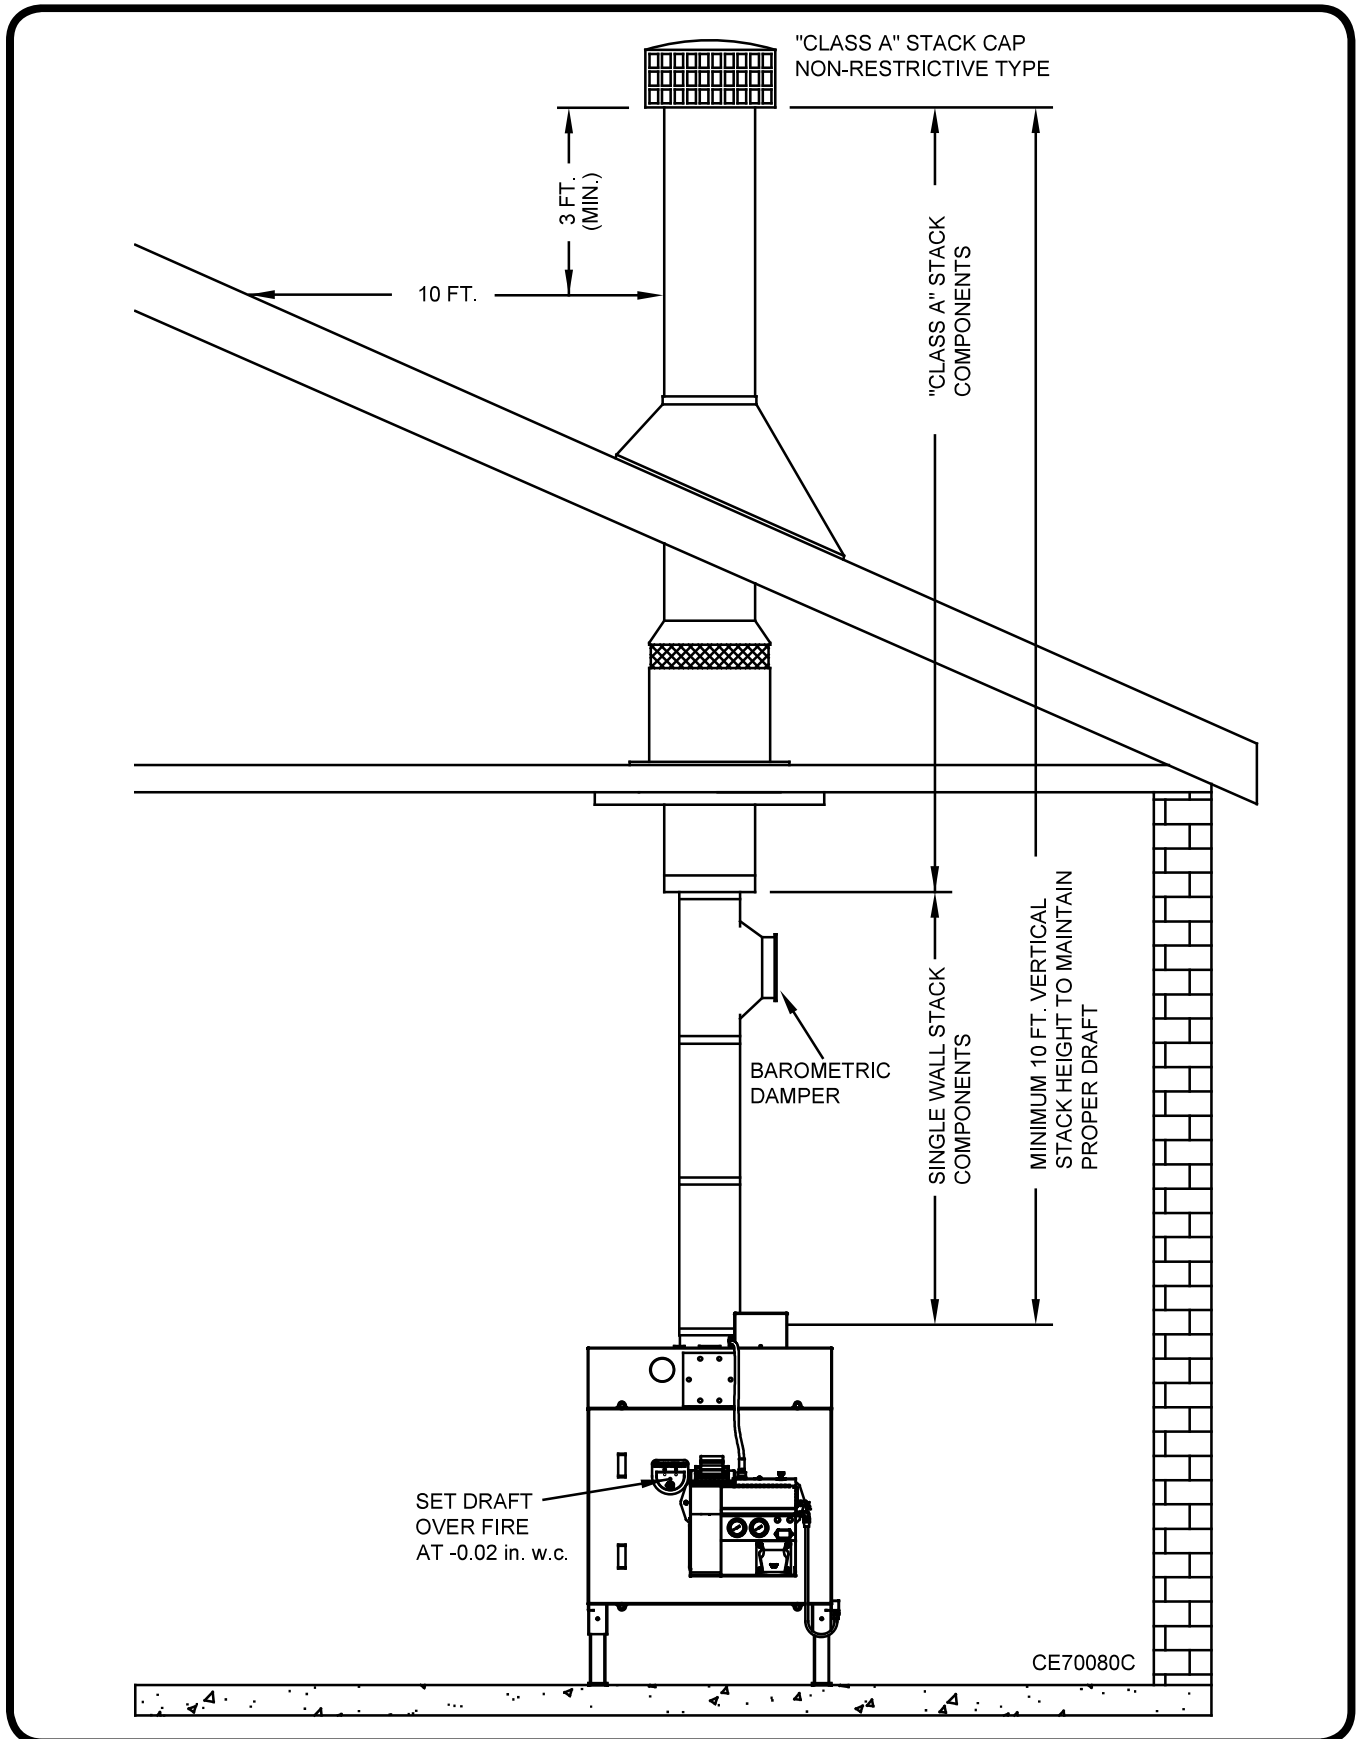 "CLASS A" STACK CAP
NON-RESTRICTIVE TYPE
3 FT.
(MIN.)
10 FT.
"CLASS A" STACK
COMPONENTS
MINIMUM 10 FT. VERTICAL
STACK HEIGHT TO MAINTAIN
PROPER DRAFT
SINGLE WALL STACK
COMPONENTS
BAROMETRIC
DAMPER
SET DRAFT
OVER FIRE
AT -0.02 in. w.c.
CE70080C